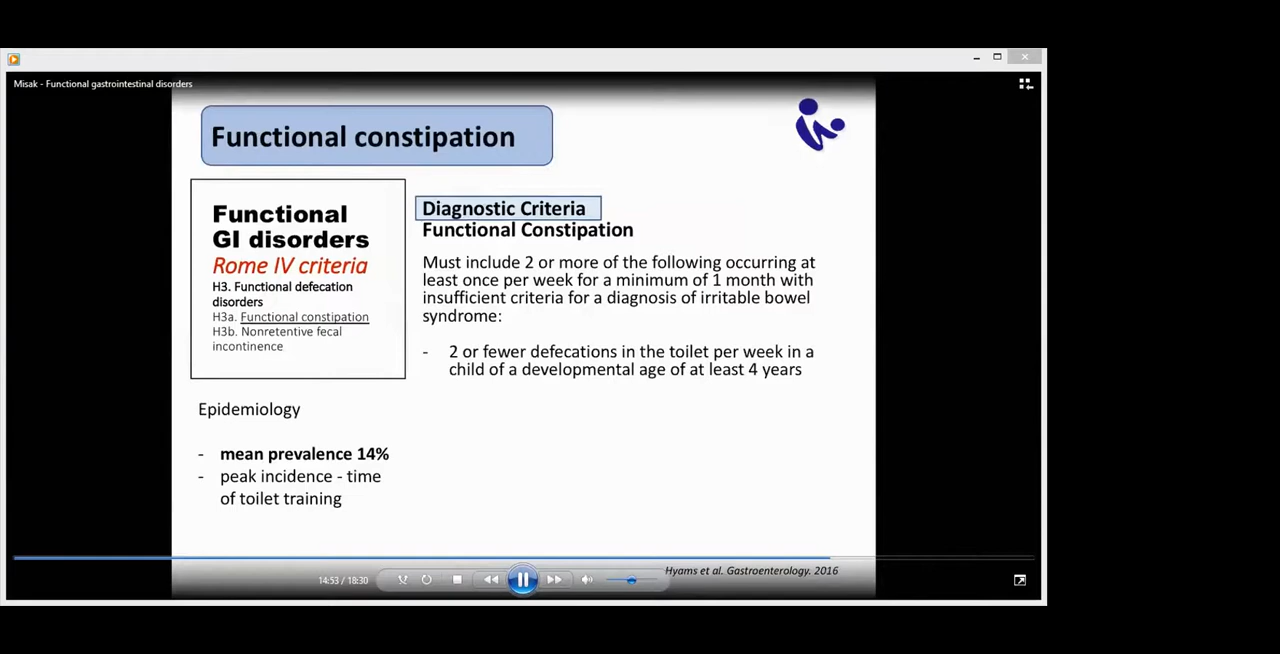 Misak - Functional gastrointestinal disorders
Functional constipation
Functional
GI disorders
Rome IV criteria
H3. Functional defecation
disorders
H3a. Functional constipation
H3b. Nonretentive fecal
incontinence
Diagnostic Criteria
Functional Constipation
Must include 2 or more of the following occurring at
least once per week for a minimum of 1 month with
insufficient criteria for a diagnosis of irritable bowel
syndrome:
- 2 or fewer defecations in the toilet per week in a
child of a developmental age of at least 4 years
Epidemiology
- mean prevalence 14%
- peak incidence - time
of toilet training
Hyams et al. Gastroenterology. 2016
14:53 / 18:30